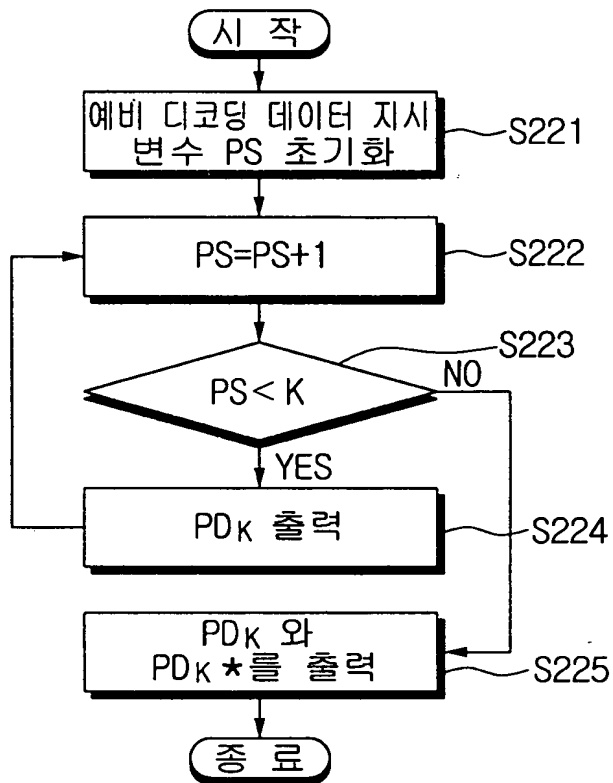 시 작
예비 디코딩 데이터 지시
변수 PS 초기화
S221
PS=PS+1
S222
S223
PS< K
NO
YES
PDK 출력
S224
PDK 와
PDK *를 출력
S225
종 료